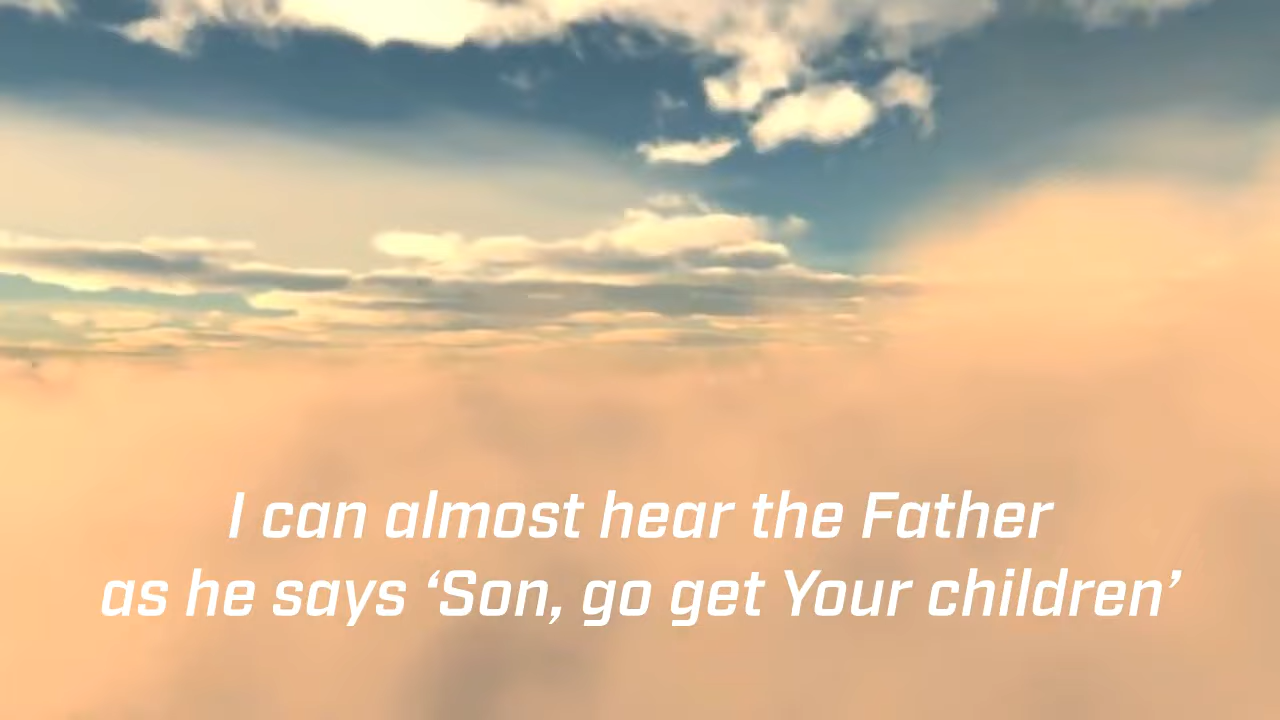 I can almost hear the Father
as he says ‘Son, go get Your children’